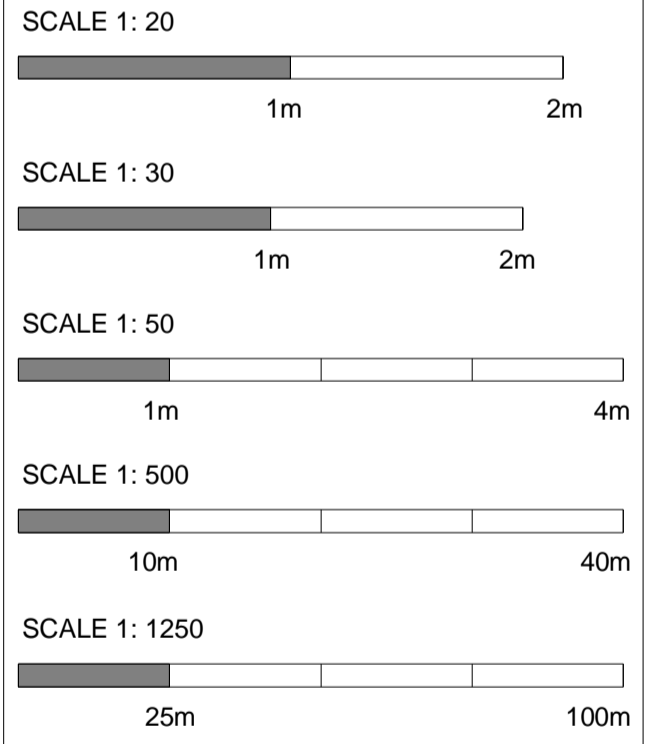 SCALE 1: 20
1m 2m
SCALE 1: 30
1m 2m
SCALE 1: 50
1m 4m
SCALE 1: 500
10m 40m
SCALE 1: 1250
25m 100m